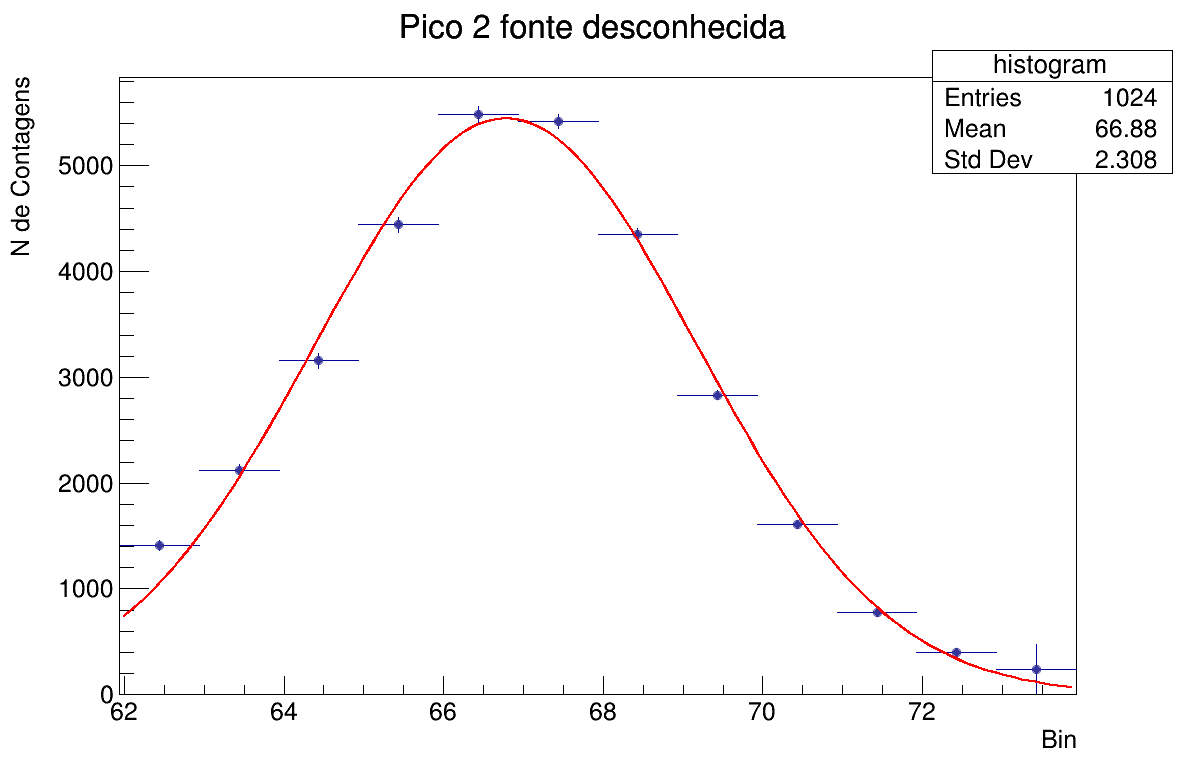 Pico 2 fonte desconhecida
histogram
Entries 1024
Mean 66.88
Std Dev 2.308
N de Contagens
5000
4000
3000
2000
1000
0
62 64 66 68 70 72
Bin